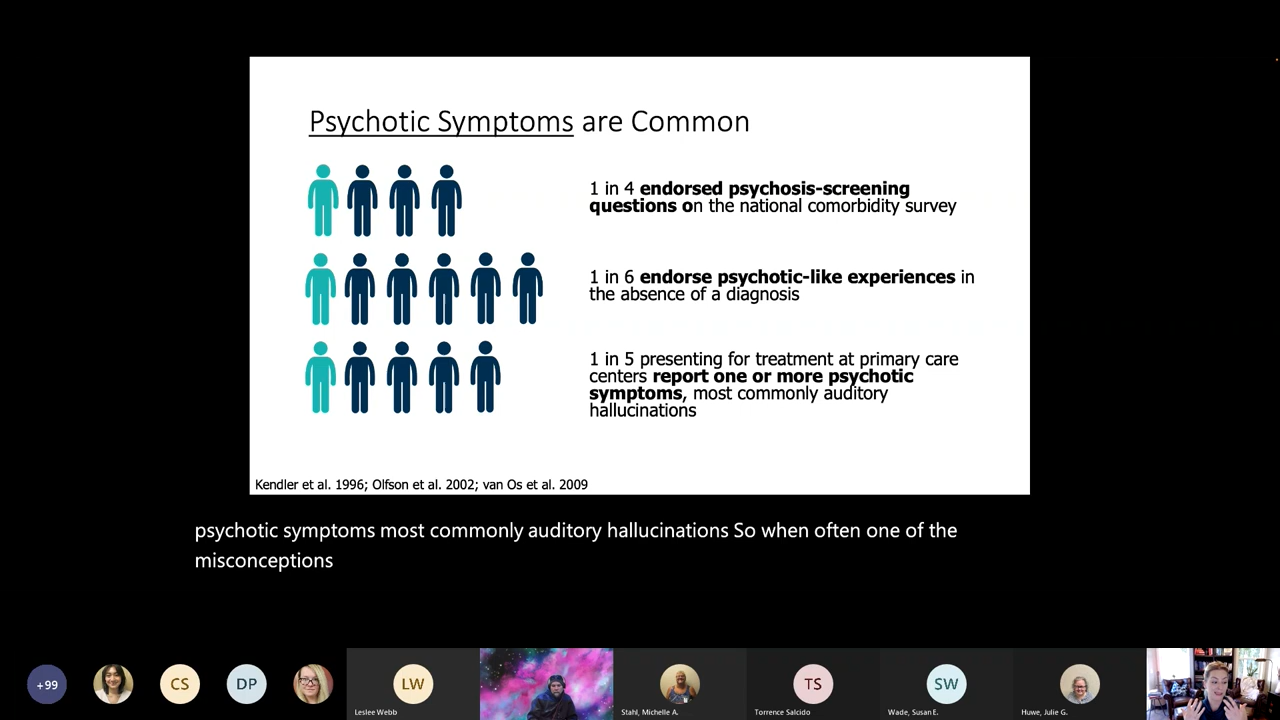 Psychotic Symptoms are Common
1 in 4 endorsed psychosis-screening
questions on the national comorbidity survey
1 in 6 endorse psychotic-like experiences in
the absence of a diagnosis
1 in 5 presenting for treatment at primary care
centers report one or more psychotic
symptoms, most commonly auditory
hallucinations
Kendler et al. 1996; Olfson et al. 2002; van Os et al. 2009
psychotic symptoms most commonly auditory hallucinations So when often one of the
misconceptions
+99
CS
DP
LW
TS
SW
Leslee Webb
Stahl, Michelle A.
Torrence Salcido
Wade, Susan E.
Huwe, Julie G.